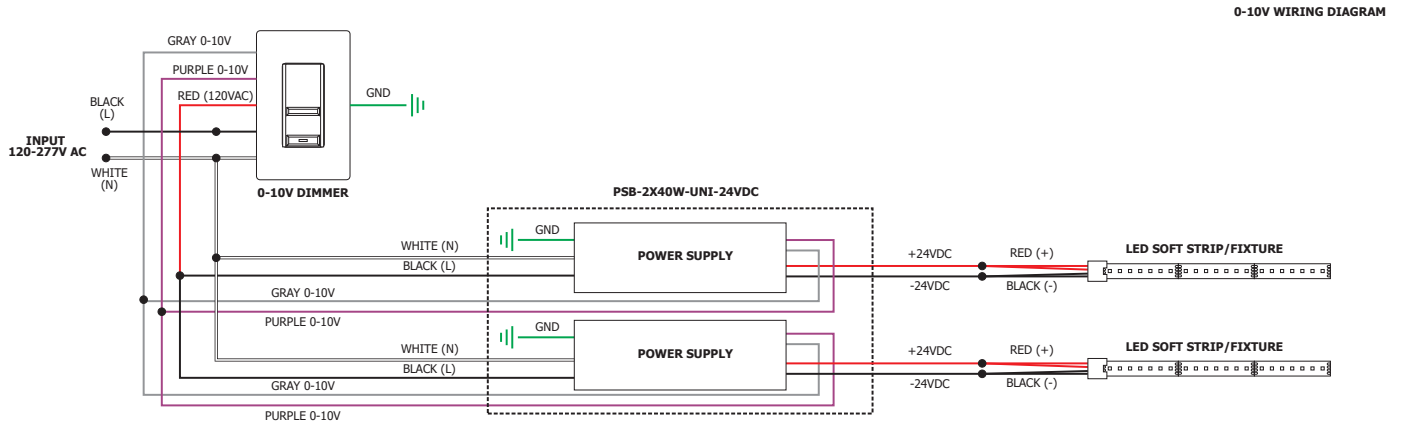 0-10V WIRING DIAGRAM
GRAY 0-10V
PURPLE 0-10V
RED (120VAC)
GND
BLACK
(L)
INPUT
120-277V AC
WHITE
(N)
0-10V DIMMER
PSB-2X40W-UNI-24VDC
GND
WHITE (N)
BLACK (L)
POWER SUPPLY
+24VDC
RED (+)
LED SOFT STRIP/FIXTURE
-24VDC
BLACK (-)
GRAY 0-10V
PURPLE 0-10V
GND
WHITE (N)
BLACK (L)
POWER SUPPLY
+24VDC
RED (+)
LED SOFT STRIP/FIXTURE
-24VDC
BLACK (-)
GRAY 0-10V
PURPLE 0-10V